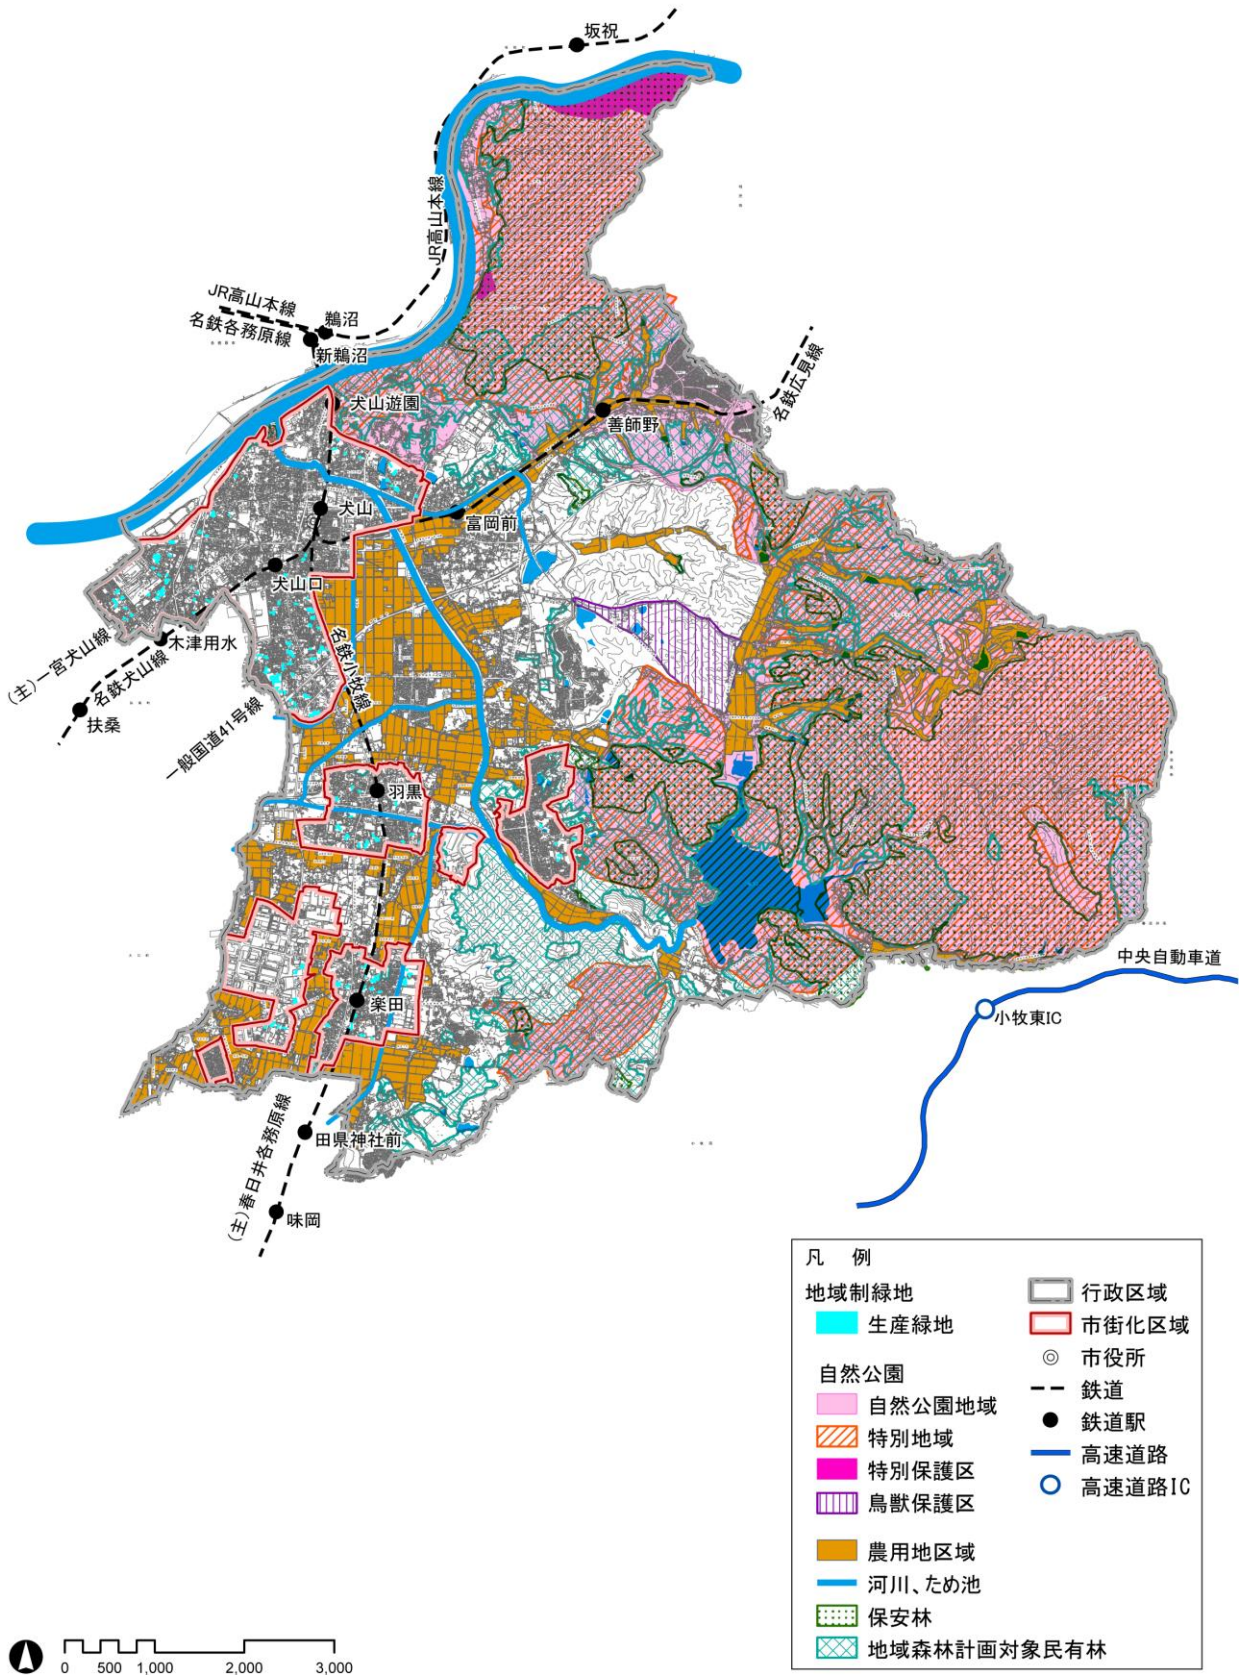 坂祝
JR高山本線
JR高山本線
名鉄各務原線
鵜沼
新鵜沼
犬山遊園
名鉄広見線
善師野
犬山
富岡前
犬山口
木津用水
(主)一宮犬山線
名鉄犬山線
扶桑
名鉄小牧線
一般国道41号線
羽黒
楽田
中央自動車道
小牧東IC
田県神社前
(主)春日井各務原線
味岡
凡 例
地域制緑地
生産緑地
自然公園
自然公園地域
特別地域
特別保護区
鳥獣保護区
農用地区域
河川、ため池
保安林
地域森林計画対象民有林
行政区域
市街化区域
市役所
鉄道
鉄道駅
高速道路
高速道路IC
0 500 1,000 2,000 3,000